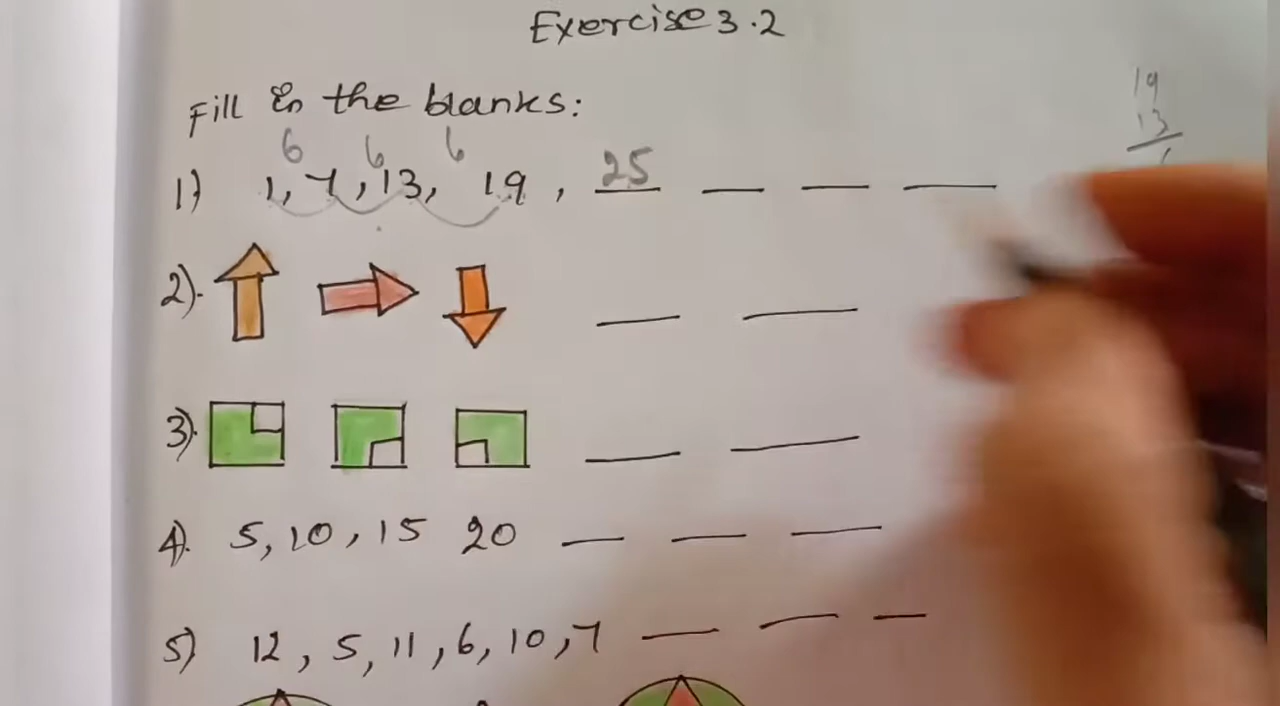 Exercise 3.2
Fill in the blanks:
19
13
6 6 6
1) 1, 7, 13, 19, 25
2).
3).
4). 5, 10, 15 20
5) 12, 5, 11, 6, 10, 7